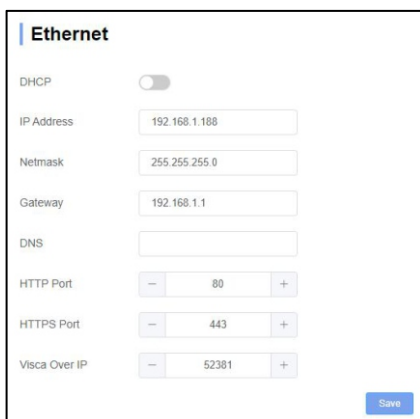 Ethernet
DHCP
IP Address 192.168.1.188
Netmask 255.255.255.0
Gateway 192.168.1.1
DNS
HTTP Port − 80 +
HTTPS Port − 443 +
Visca Over IP − 52381 +
Save